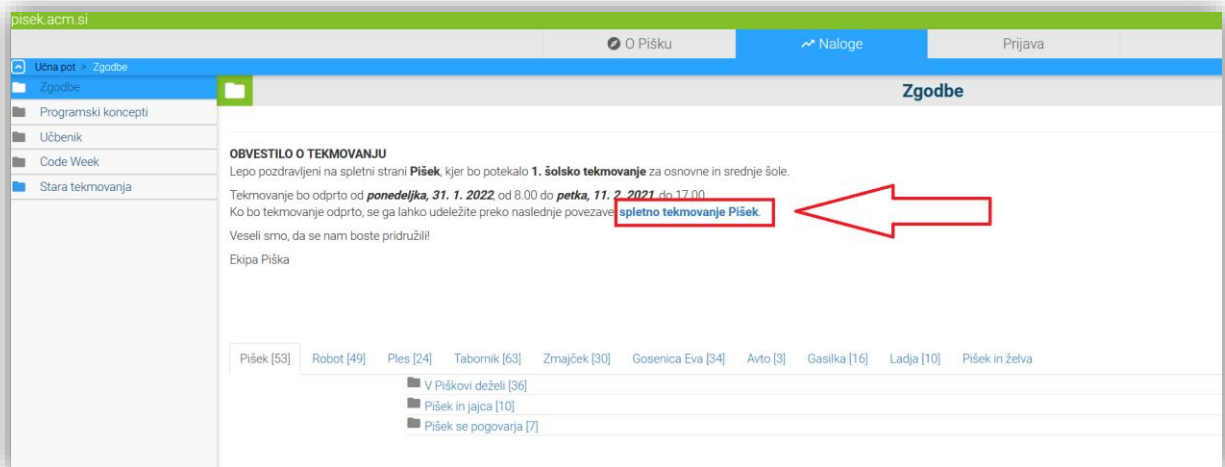 pisek.acm.si
O Pišku
Naloge
Prijava
Učna pot > Zgodbe
Zgodbe
Programski koncepti
Učbenik
Code Week
Stara tekmovanja
Zgodbe
OBVESTILO O TEKMOVANJU
Lepo pozdravljeni na spletni strani Pišek, kjer bo potekalo 1. šolsko tekmovanje za osnovne in srednje šole.
Tekmovanje bo odprto od ponedeljka, 31. 1. 2022, od 8.00 do petka, 11. 2. 2021, do 17.00.
Ko bo tekmovanje odprto, se ga lahko udeležite preko naslednje povezave: spletno tekmovanje Pišek.
Veseli smo, da se nam boste pridružili!
Ekipa Piška
Pišek [53] Robot [49] Ples [24] Tabornik [63] Zmajček [30] Gosenica Eva [34] Avto [3] Gasilka [16] Ladja [10] Pišek in želva
V Piškovi deželi [36]
Pišek in jajca [10]
Pišek se pogovarja [7]